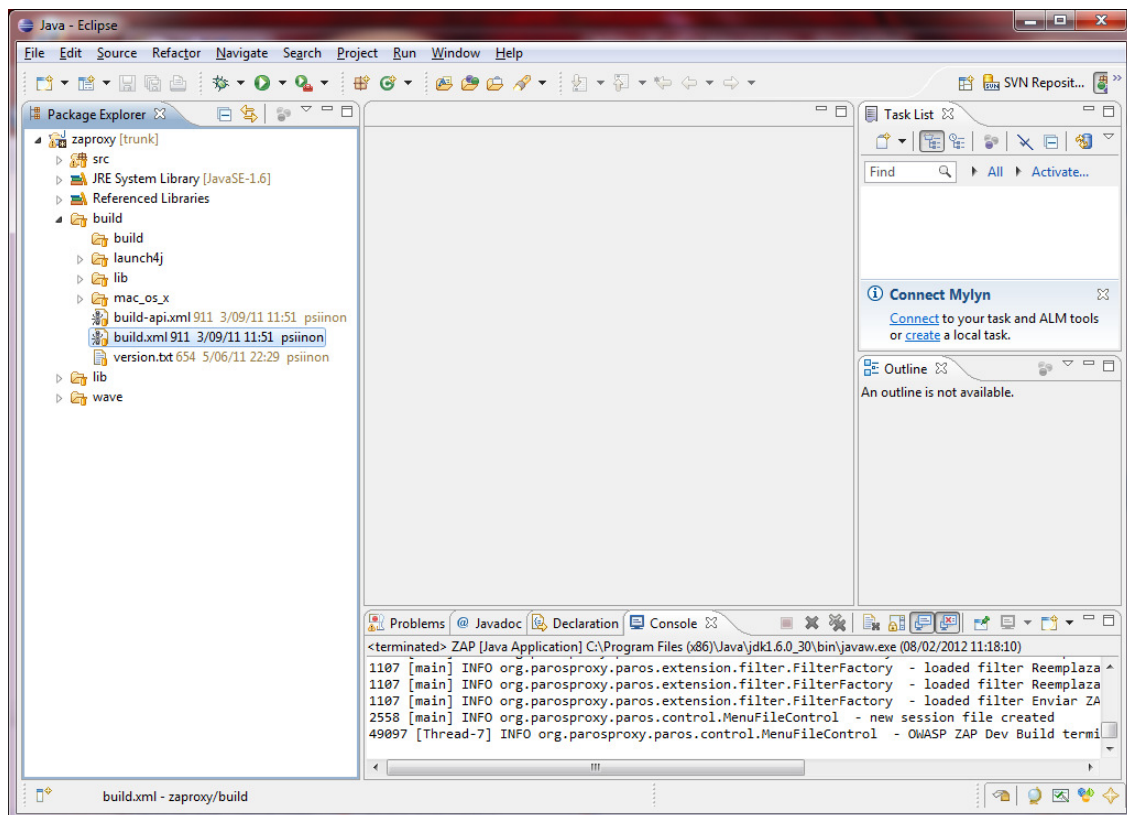 Java - Eclipse
File Edit Source Refactor Navigate Search Project Run Window Help
SVN Reposit...
Package Explorer
zaproxy [trunk]
src
JRE System Library [JavaSE-1.6]
Referenced Libraries
build
build
launch4j
lib
mac_os_x
build-api.xml 911 3/09/11 11:51 psiinon
build.xml 911 3/09/11 11:51 psiinon
version.txt 654 5/06/11 22:29 psiinon
lib
wave
Task List
Find All Activate...
Connect Mylyn
Connect to your task and ALM tools
or create a local task.
Outline
An outline is not available.
Problems @ Javadoc Declaration Console
<terminated> ZAP [Java Application] C:\Program Files (x86)\Java\jdk1.6.0_30\bin\javaw.exe (08/02/2012 11:18:10)
1107 [main] INFO org.parosproxy.paros.extension.filter.FilterFactory - loaded filter Reemplaza
1107 [main] INFO org.parosproxy.paros.extension.filter.FilterFactory - loaded filter Reemplaza
1107 [main] INFO org.parosproxy.paros.extension.filter.FilterFactory - loaded filter Enviar ZA
2558 [main] INFO org.parosproxy.paros.control.MenuFileControl - new session file created
49097 [Thread-7] INFO org.parosproxy.paros.control.MenuFileControl - OWASP ZAP Dev Build termi
build.xml - zaproxy/build